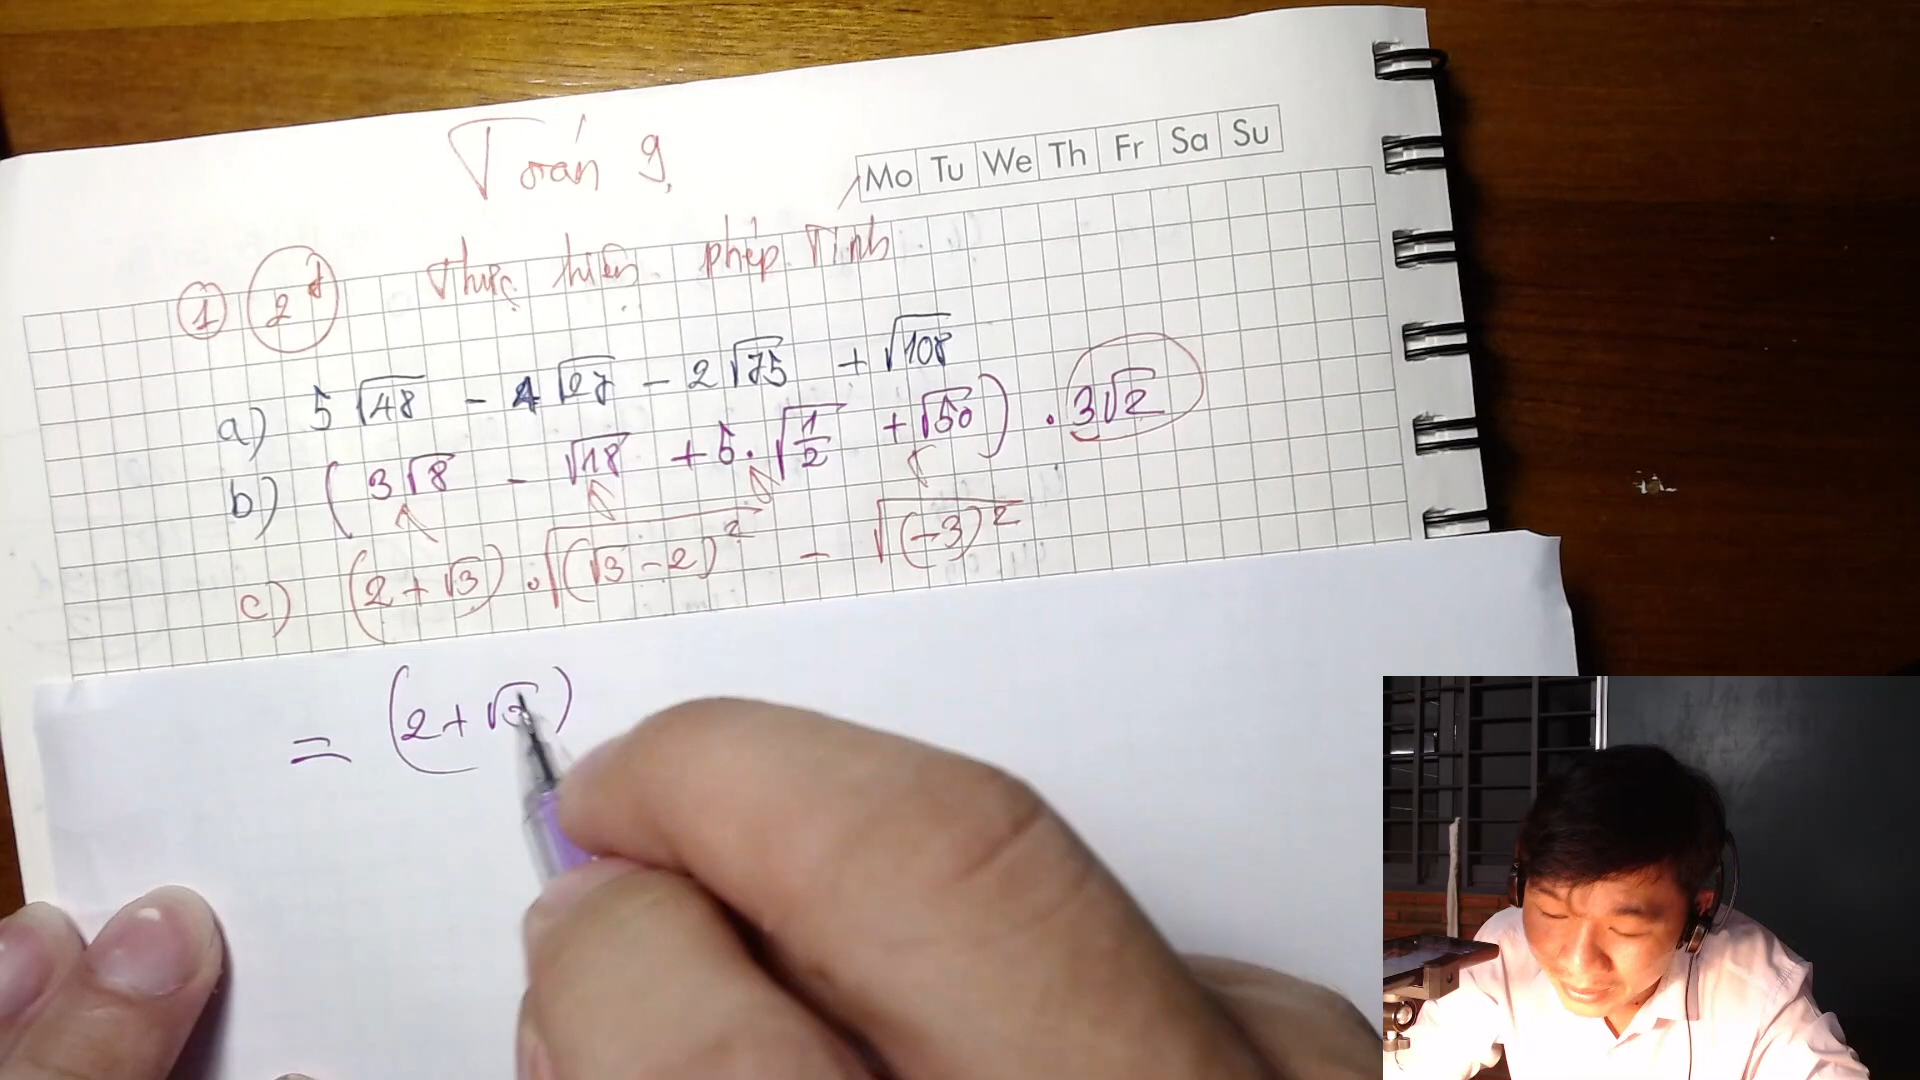 Toán 9.
Mo Tu We Th Fr Sa Su
① 2đ thực hiện phép Tính
a) 5√48 - 4√27 - 2√75 + √108
b) (3√8 - √18 + 5.√(1/2) + √50) . 3√2
c) (2+√3) . √((√3-2)²) - √((-3)²)
= (2+√3)